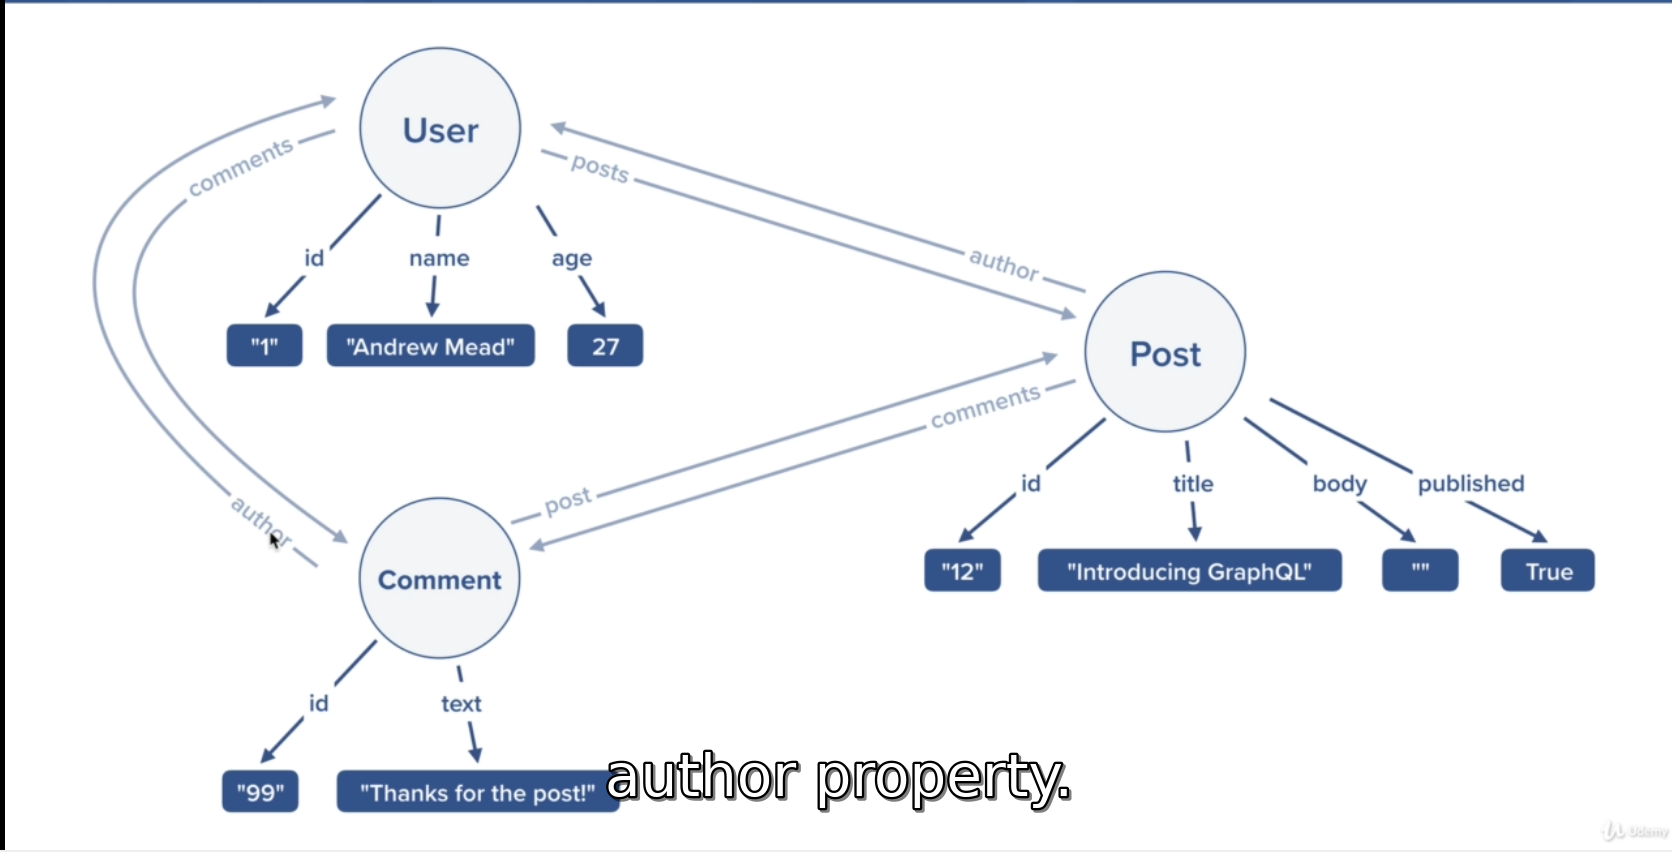 User
comments
posts
id
name
age
"1"
"Andrew Mead"
27
author
Post
comments
id
title
body
published
"12"
"Introducing GraphQL"
""
True
post
author
Comment
id
text
"99"
"Thanks for the post!"
author property.
Udemy